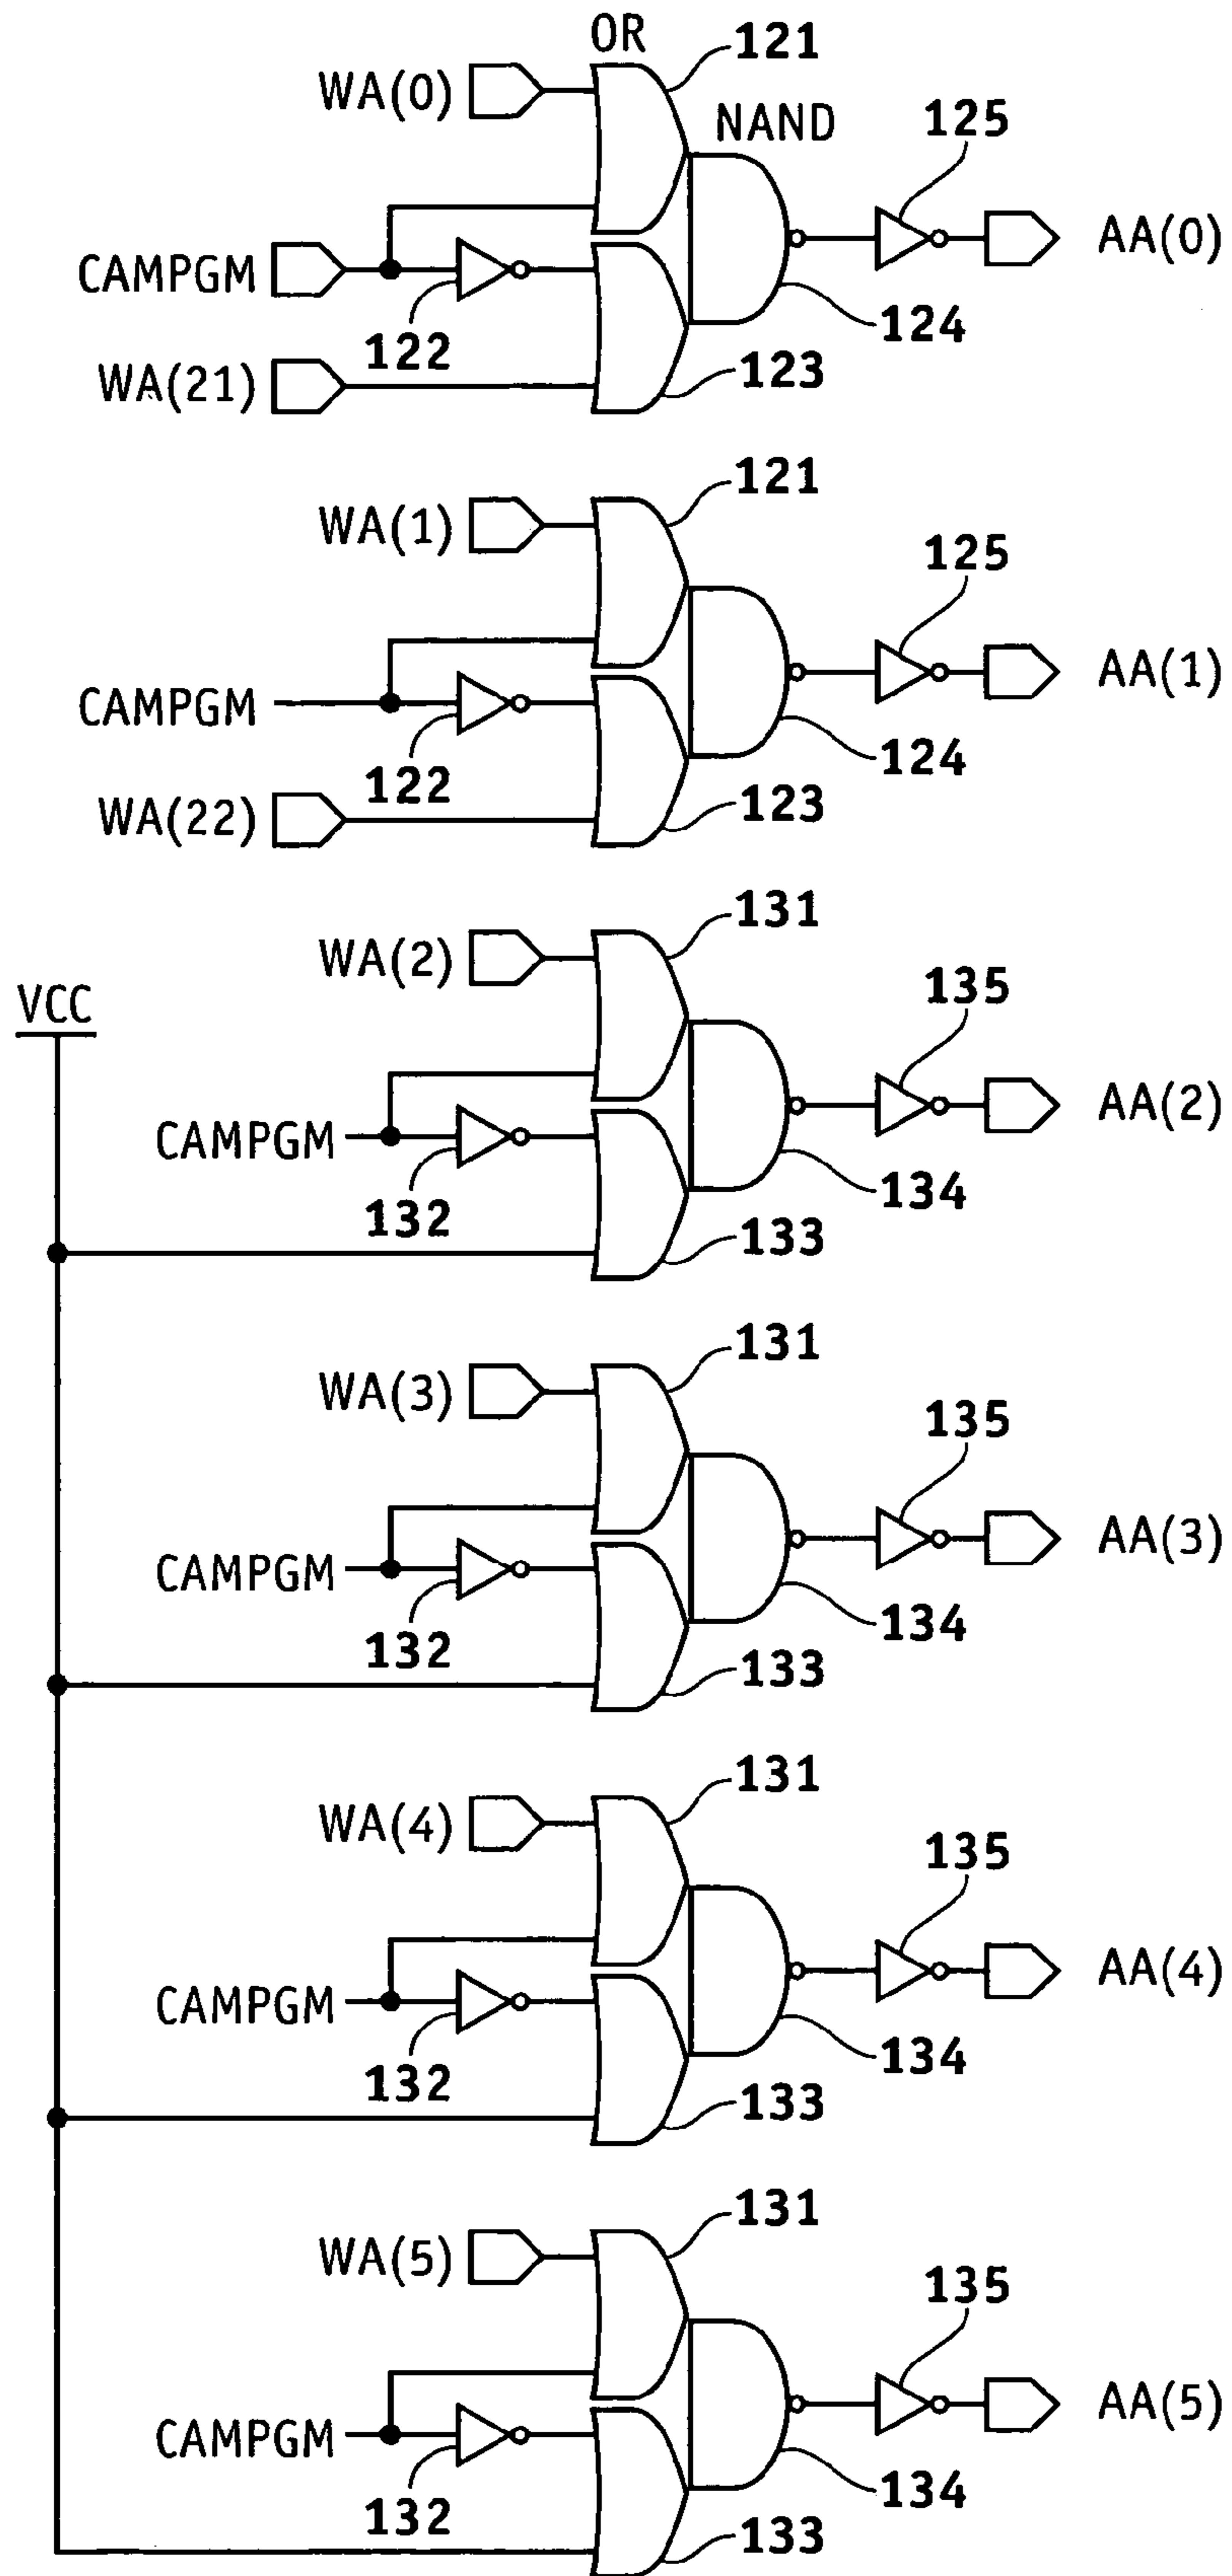 OR
121
WA(0)
NAND
125
AA(0)
CAMPGM
122
124
WA(21)
123
121
WA(1)
125
AA(1)
CAMPGM
122
124
WA(22)
123
131
WA(2)
VCC
135
AA(2)
CAMPGM
132
134
133
131
WA(3)
135
AA(3)
CAMPGM
132
134
133
131
WA(4)
135
AA(4)
CAMPGM
132
134
133
131
WA(5)
135
AA(5)
CAMPGM
132
134
133